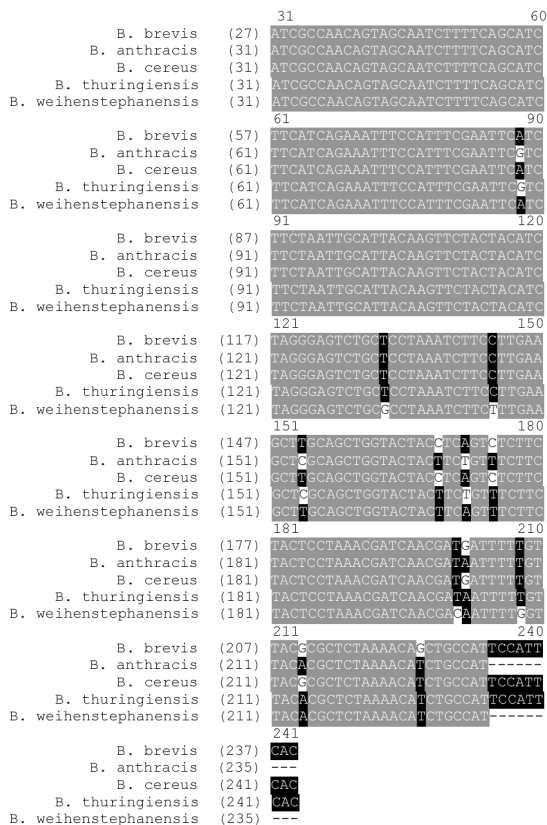 31 60
B. brevis (27) ATCGCCAACAGTAGCAATCTTTTCAGCATC
B. anthracis (31) ATCGCCAACAGTAGCAATCTTTTCAGCATC
B. cereus (31) ATCGCCAACAGTAGCAATCTTTTCAGCATC
B. thuringiensis (31) ATCGCCAACAGTAGCAATCTTTTCAGCATC
B. weihenstephanensis (31) ATCGCCAACAGTAGCAATCTTTTCAGCATC
61 90
B. brevis (57) TTCATCAGAAATTTCCATTTCGAATTCATC
B. anthracis (61) TTCATCAGAAATTTCCATTTCGAATTCGTC
B. cereus (61) TTCATCAGAAATTTCCATTTCGAATTCATC
B. thuringiensis (61) TTCATCAGAAATTTCCATTTCGAATTCGTC
B. weihenstephanensis (61) TTCATCAGAAATTTCCATTTCGAATTCATC
91 120
B. brevis (87) TTCTAATTGCATTACAAGTTCTACTACATC
B. anthracis (91) TTCTAATTGCATTACAAGTTCTACTACATC
B. cereus (91) TTCTAATTGCATTACAAGTTCTACTACATC
B. thuringiensis (91) TTCTAATTGCATTACAAGTTCTACTACATC
B. weihenstephanensis (91) TTCTAATTGCATTACAAGTTCTACTACATC
121 150
B. brevis (117) TAGGGAGTCTGCTCCTAAATCTTCCTTGAA
B. anthracis (121) TAGGGAGTCTGCTCCTAAATCTTCCTTGAA
B. cereus (121) TAGGGAGTCTGCTCCTAAATCTTCCTTGAA
B. thuringiensis (121) TAGGGAGTCTGCTCCTAAATCTTCCTTGAA
B. weihenstephanensis (121) TAGGGAGTCTGCGCCTAAATCTTCTTTGAA
151 180
B. brevis (147) GCTTGCAGCTGGTACTACCTCAGTCTCTTC
B. anthracis (151) GCTCGCAGCTGGTACTACTTCTGTTTCTTC
B. cereus (151) GCTTGCAGCTGGTACTACCTCAGTCTCTTC
B. thuringiensis (151) GCTCGCAGCTGGTACTACTTCTGTTTCTTC
B. weihenstephanensis (151) GCTTGCAGCTGGTACTACTTCAGTTTCTTC
181 210
B. brevis (177) TACTCCTAAACGATCAACGATGATTTTTGT
B. anthracis (181) TACTCCTAAACGATCAACGATAATTTTTGT
B. cereus (181) TACTCCTAAACGATCAACGATGATTTTTGT
B. thuringiensis (181) TACTCCTAAACGATCAACGATAATTTTTGT
B. weihenstephanensis (181) TACTCCTAAACGATCAACGACAATTTTGGT
211 240
B. brevis (207) TACGCGCTCTAAAACAGCTGCCATTCCATT
B. anthracis (211) TACACGCTCTAAAACATCTGCCAT------
B. cereus (211) TACGCGCTCTAAAACATCTGCCATTCCATT
B. thuringiensis (211) TACACGCTCTAAAACATCTGCCATTCCATT
B. weihenstephanensis (211) TACACGCTCTAAAACATCTGCCAT------
241
B. brevis (237) CAC
B. anthracis (235) ---
B. cereus (241) CAC
B. thuringiensis (241) CAC
B. weihenstephanensis (235) ---